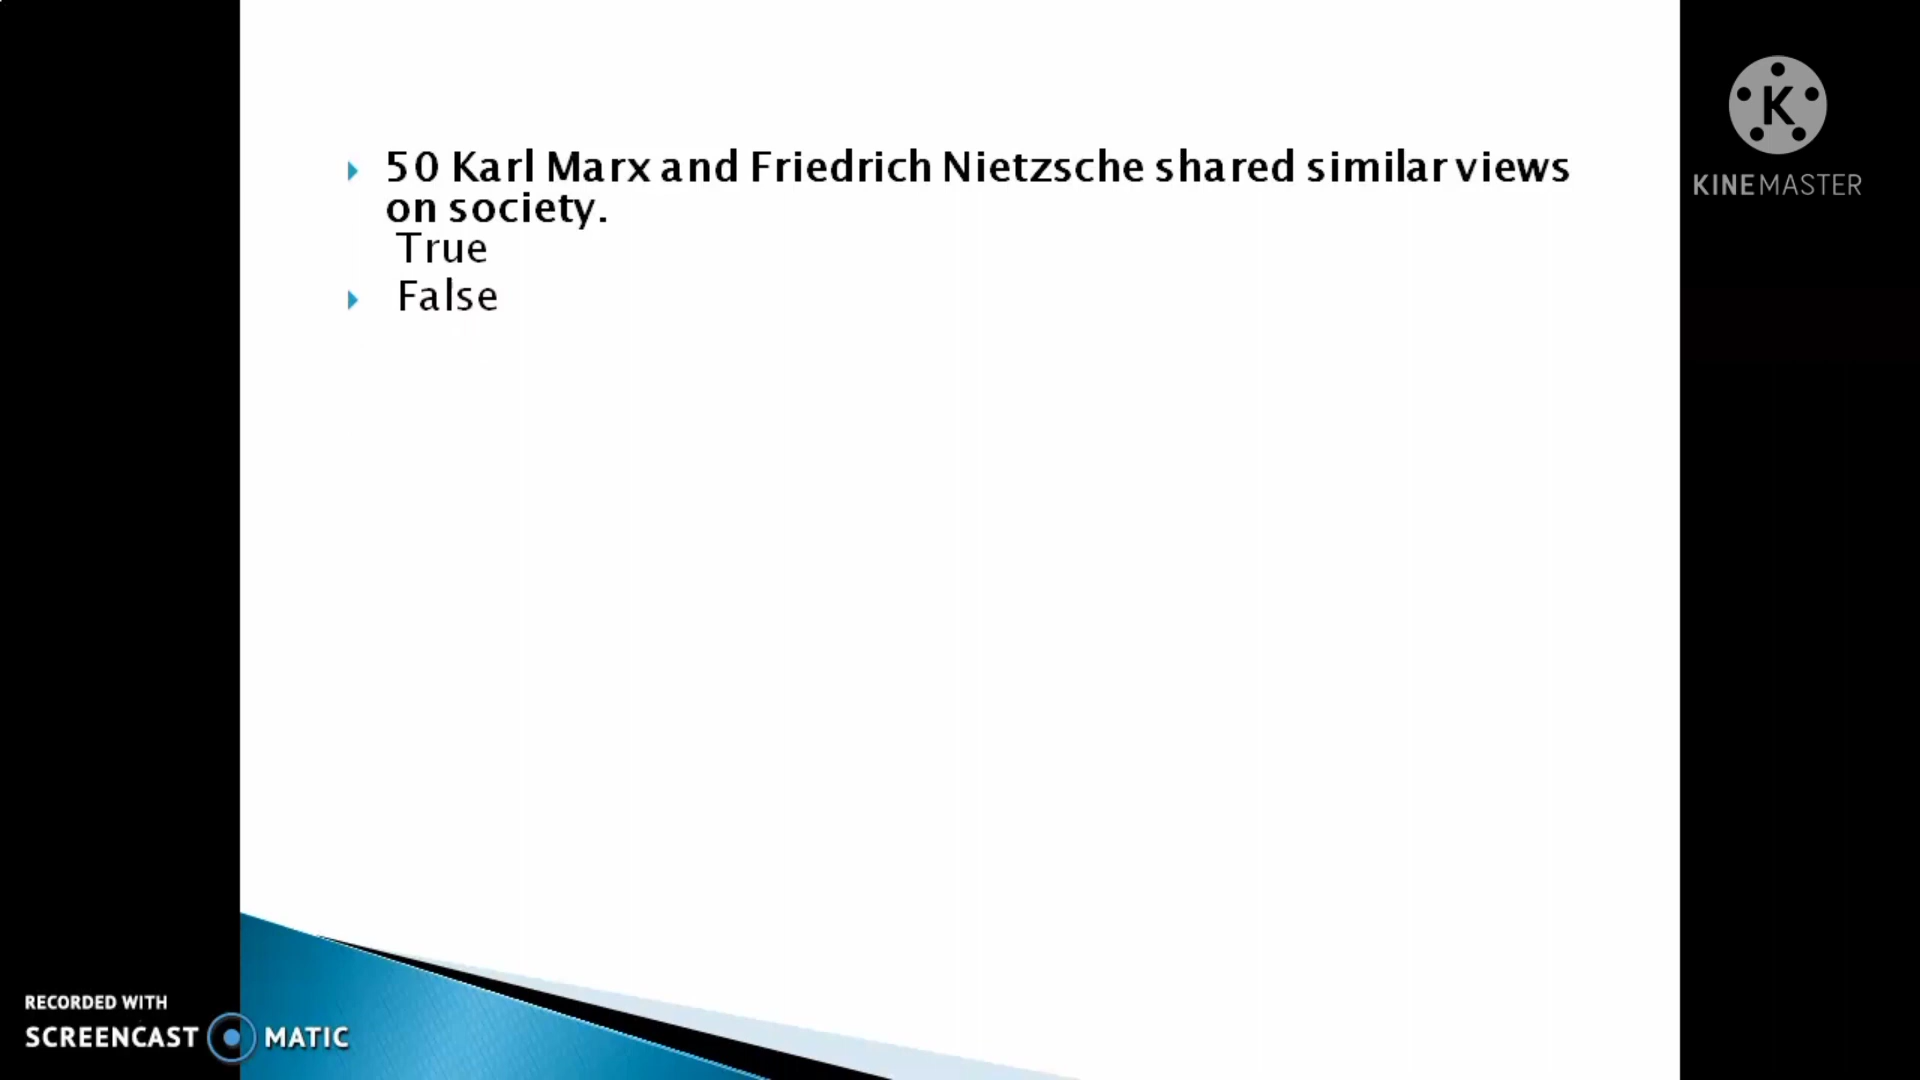 50 Karl Marx and Friedrich Nietzsche shared similar views
on society.
True
False
K
KINEMASTER
RECORDED WITH
SCREENCAST MATIC